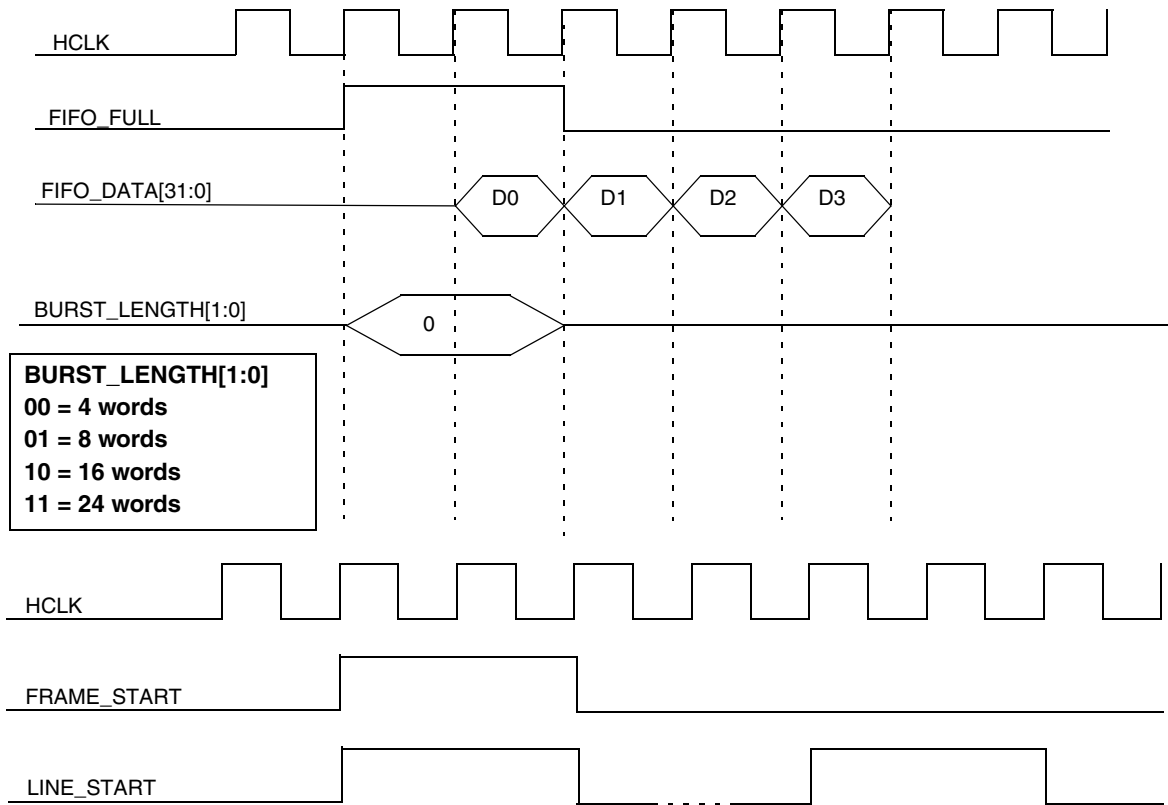 HCLK
FIFO_FULL
FIFO_DATA[31:0]
D0 D1 D2 D3
BURST_LENGTH[1:0]
0
BURST_LENGTH[1:0]
00 = 4 words
01 = 8 words
10 = 16 words
11 = 24 words
HCLK
FRAME_START
LINE_START